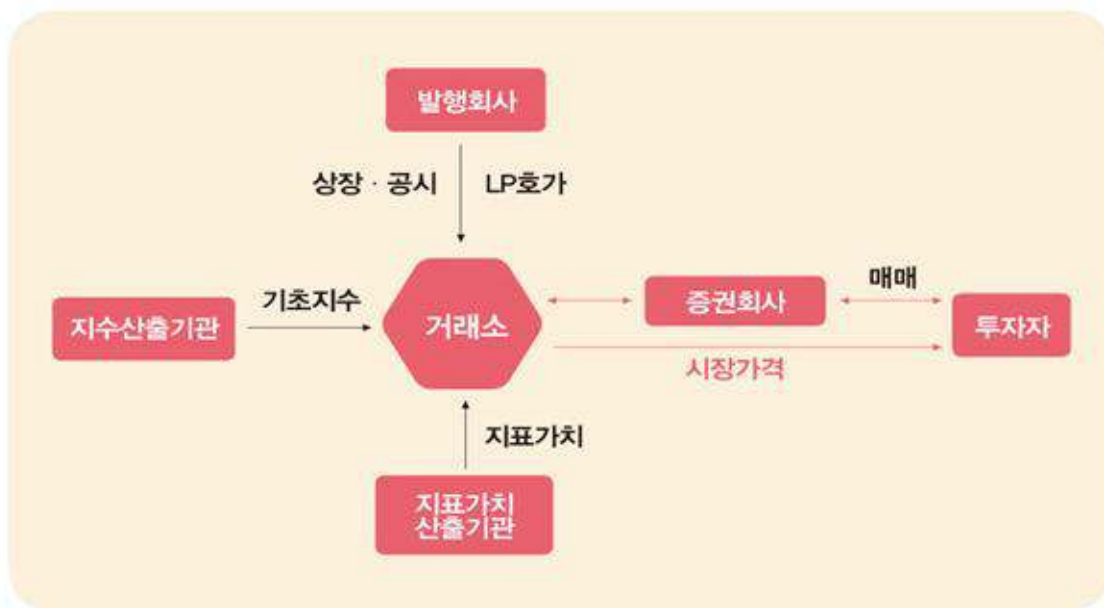 발행회사
상장 · 공시
LP호가
매매
기초지수
증권회사
지수산출기관
거래소
투자자
시장가격
지표가치
지표가치
산출기관